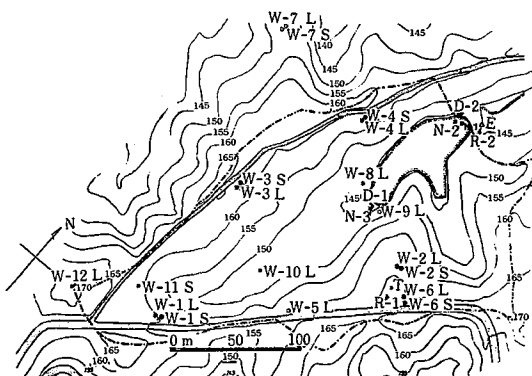 W-7 L
W-7 S
140
145
145
150
155
160
150
155
160
145
165
W-4 S
W-4 L
D-2
N-2
E
145
R-2
W-3 S
W-3 L
W-8 L
D-1
145
N-3
W-9 L
160
155
N
150
W-10 L
W-2 L
W-2 S
T
W-6 L
R-1
W-6 S
W-12 L
165
170
W-11 S
W-1 L
W-1 S
W-5 L
155
165
170
165
160
0 m 50 100
150
155
160
165
160